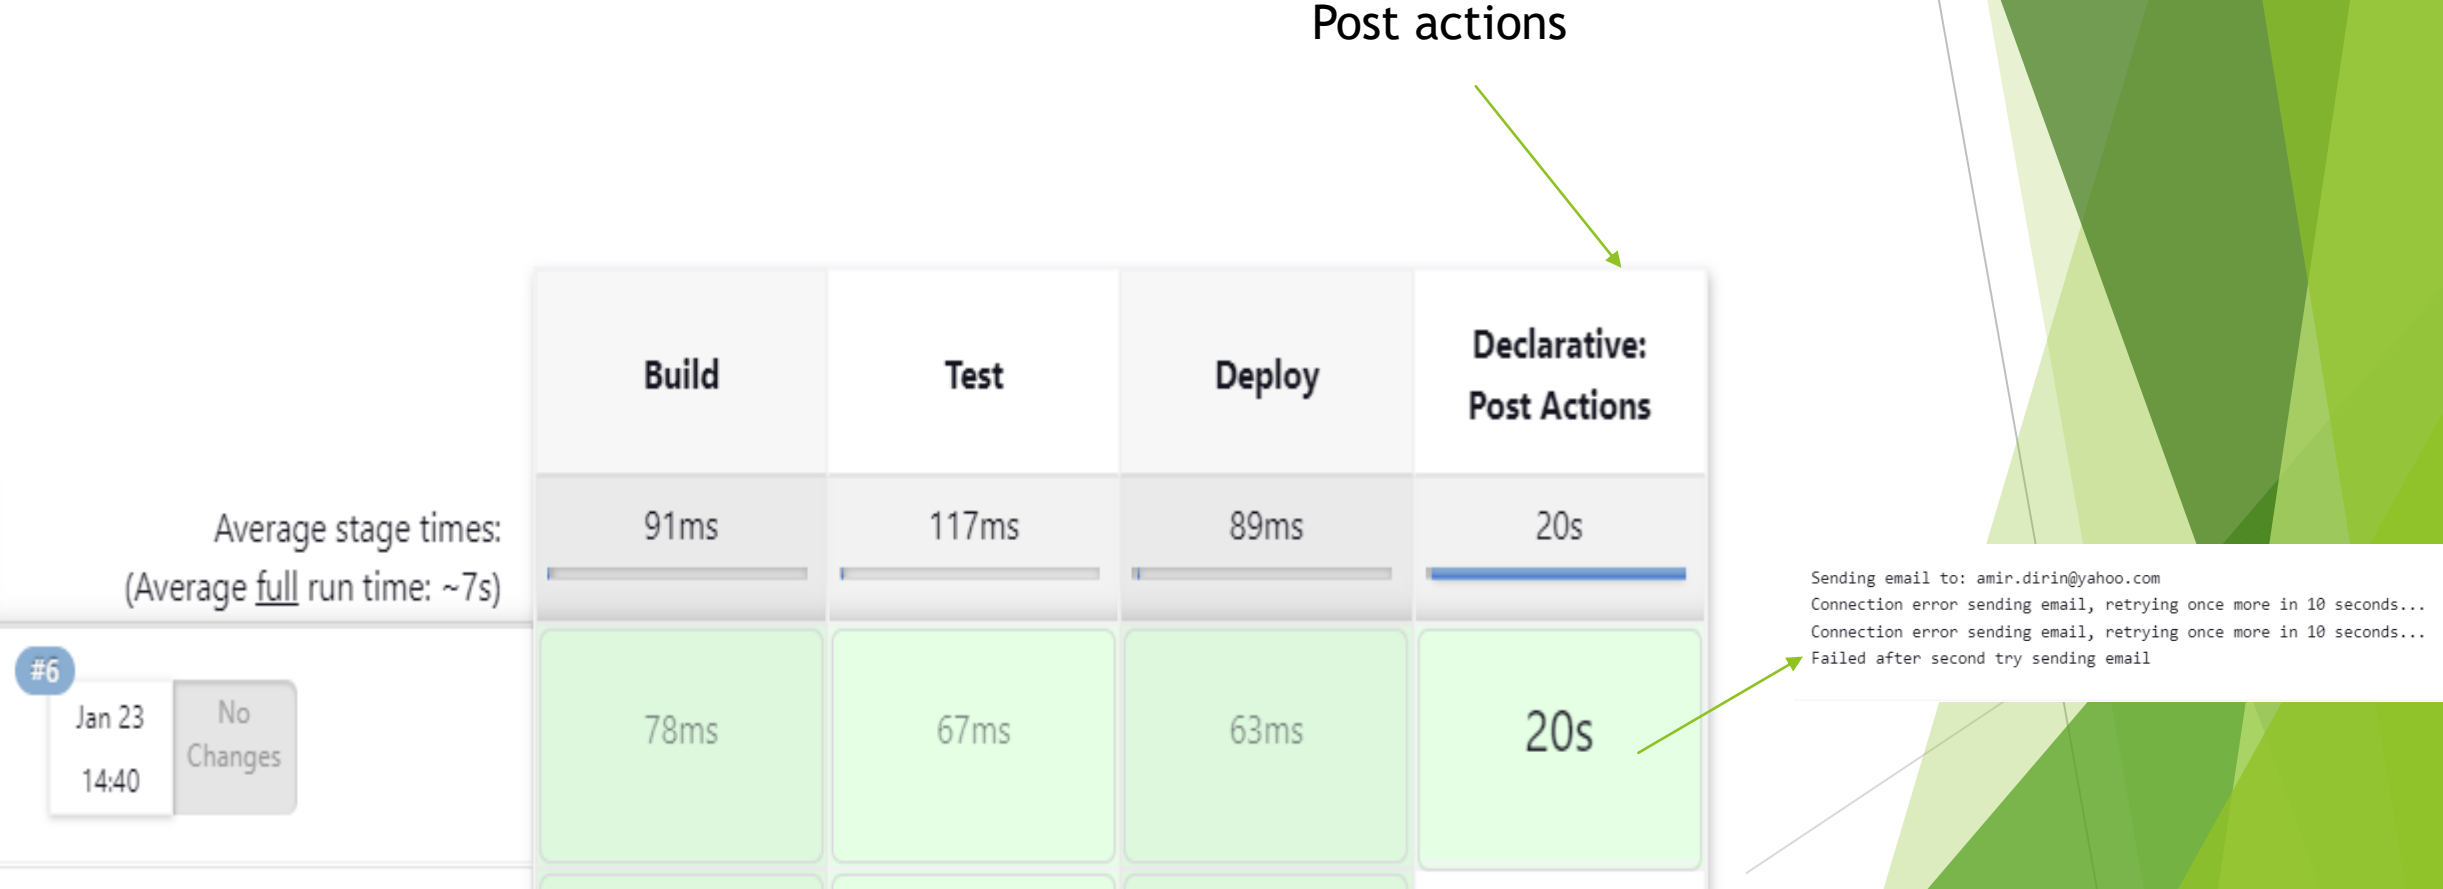 Post actions
Build
Test
Deploy
Declarative:
Post Actions
Average stage times:
(Average full run time: ~7s)
91ms
117ms
89ms
20s
#6
Jan 23
14:40
No
Changes
78ms
67ms
63ms
20s
Sending email to: amir.dirin@yahoo.com
Connection error sending email, retrying once more in 10 seconds...
Connection error sending email, retrying once more in 10 seconds...
Failed after second try sending email